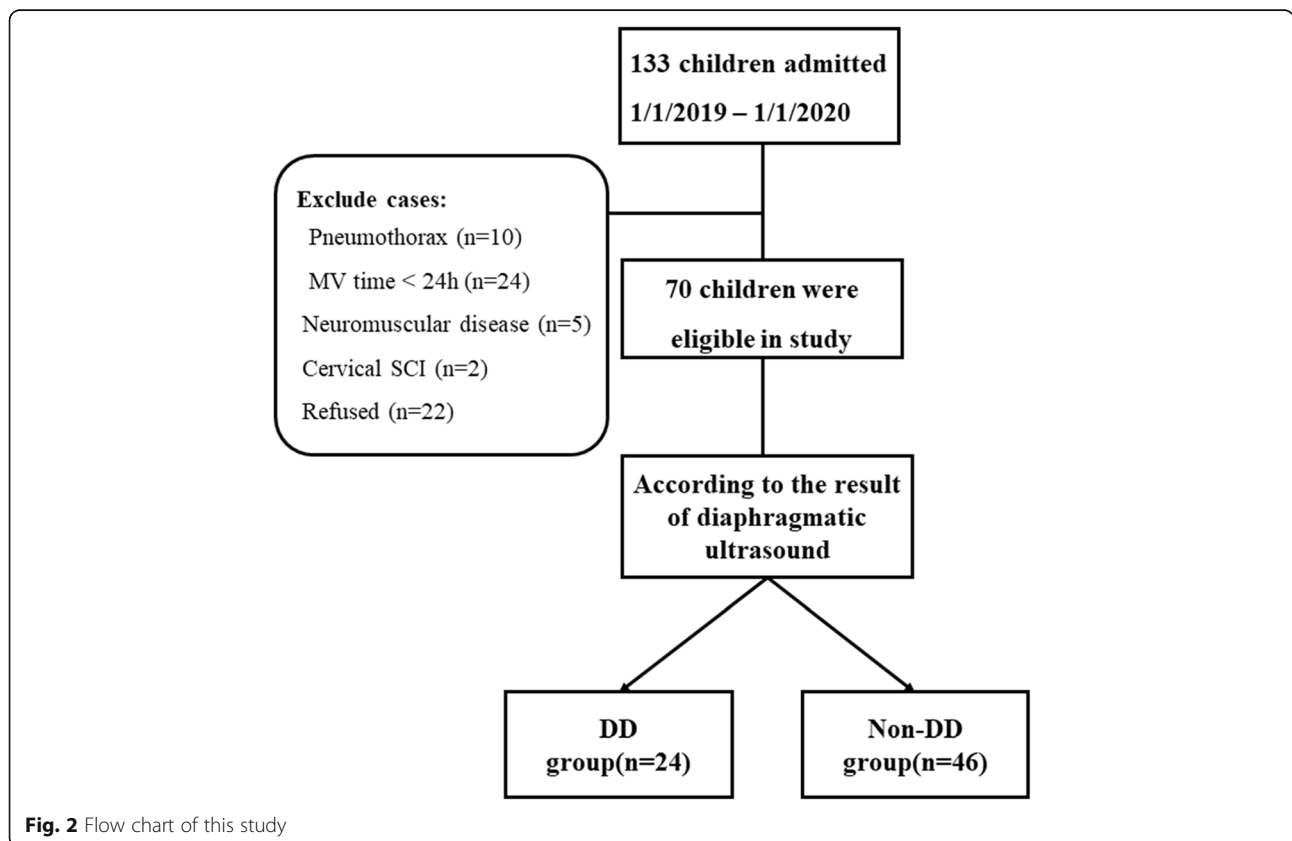 133 children admitted
1/1/2019 – 1/1/2020
Exclude cases:
Pneumothorax (n=10)
MV time < 24h (n=24)
Neuromuscular disease (n=5)
Cervical SCI (n=2)
Refused (n=22)
70 children were
eligible in study
According to the result
of diaphragmatic
ultrasound
DD
group(n=24)
Non-DD
group(n=46)
Fig. 2 Flow chart of this study